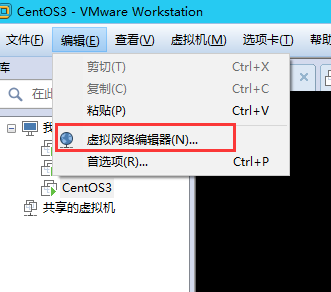 CentOS3 - VMware Workstation
文件(F) 编辑(E) 查看(V) 虚拟机(M) 选项卡(T) 帮助
库
剪切(T) Ctrl+X
在此
复制(C) Ctrl+C
粘贴(P) Ctrl+V
我
虚拟网络编辑器(N)...
首选项(R)... Ctrl+P
CentOS3
共享的虚拟机